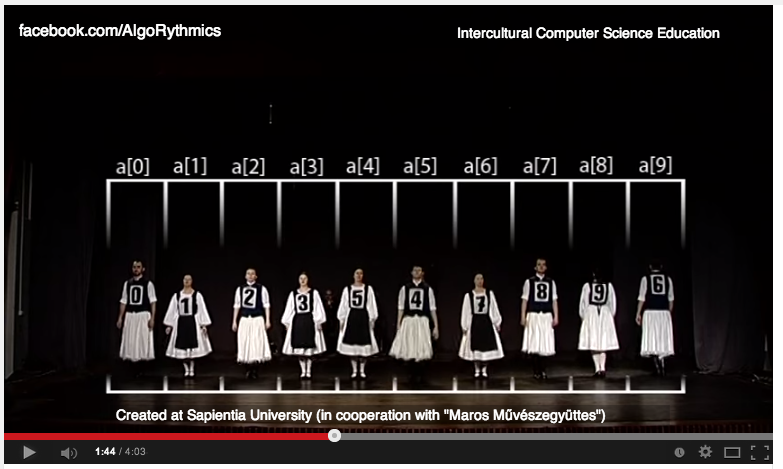 facebook.com/AlgoRythmics
Intercultural Computer Science Education
a[0] a[1] a[2] a[3] a[4] a[5] a[6] a[7] a[8] a[9]
0 1 2 3 5 4 7 8 9 6
Created at Sapientia University (in cooperation with "Maros Művészegyüttes")
1:44 / 4:03